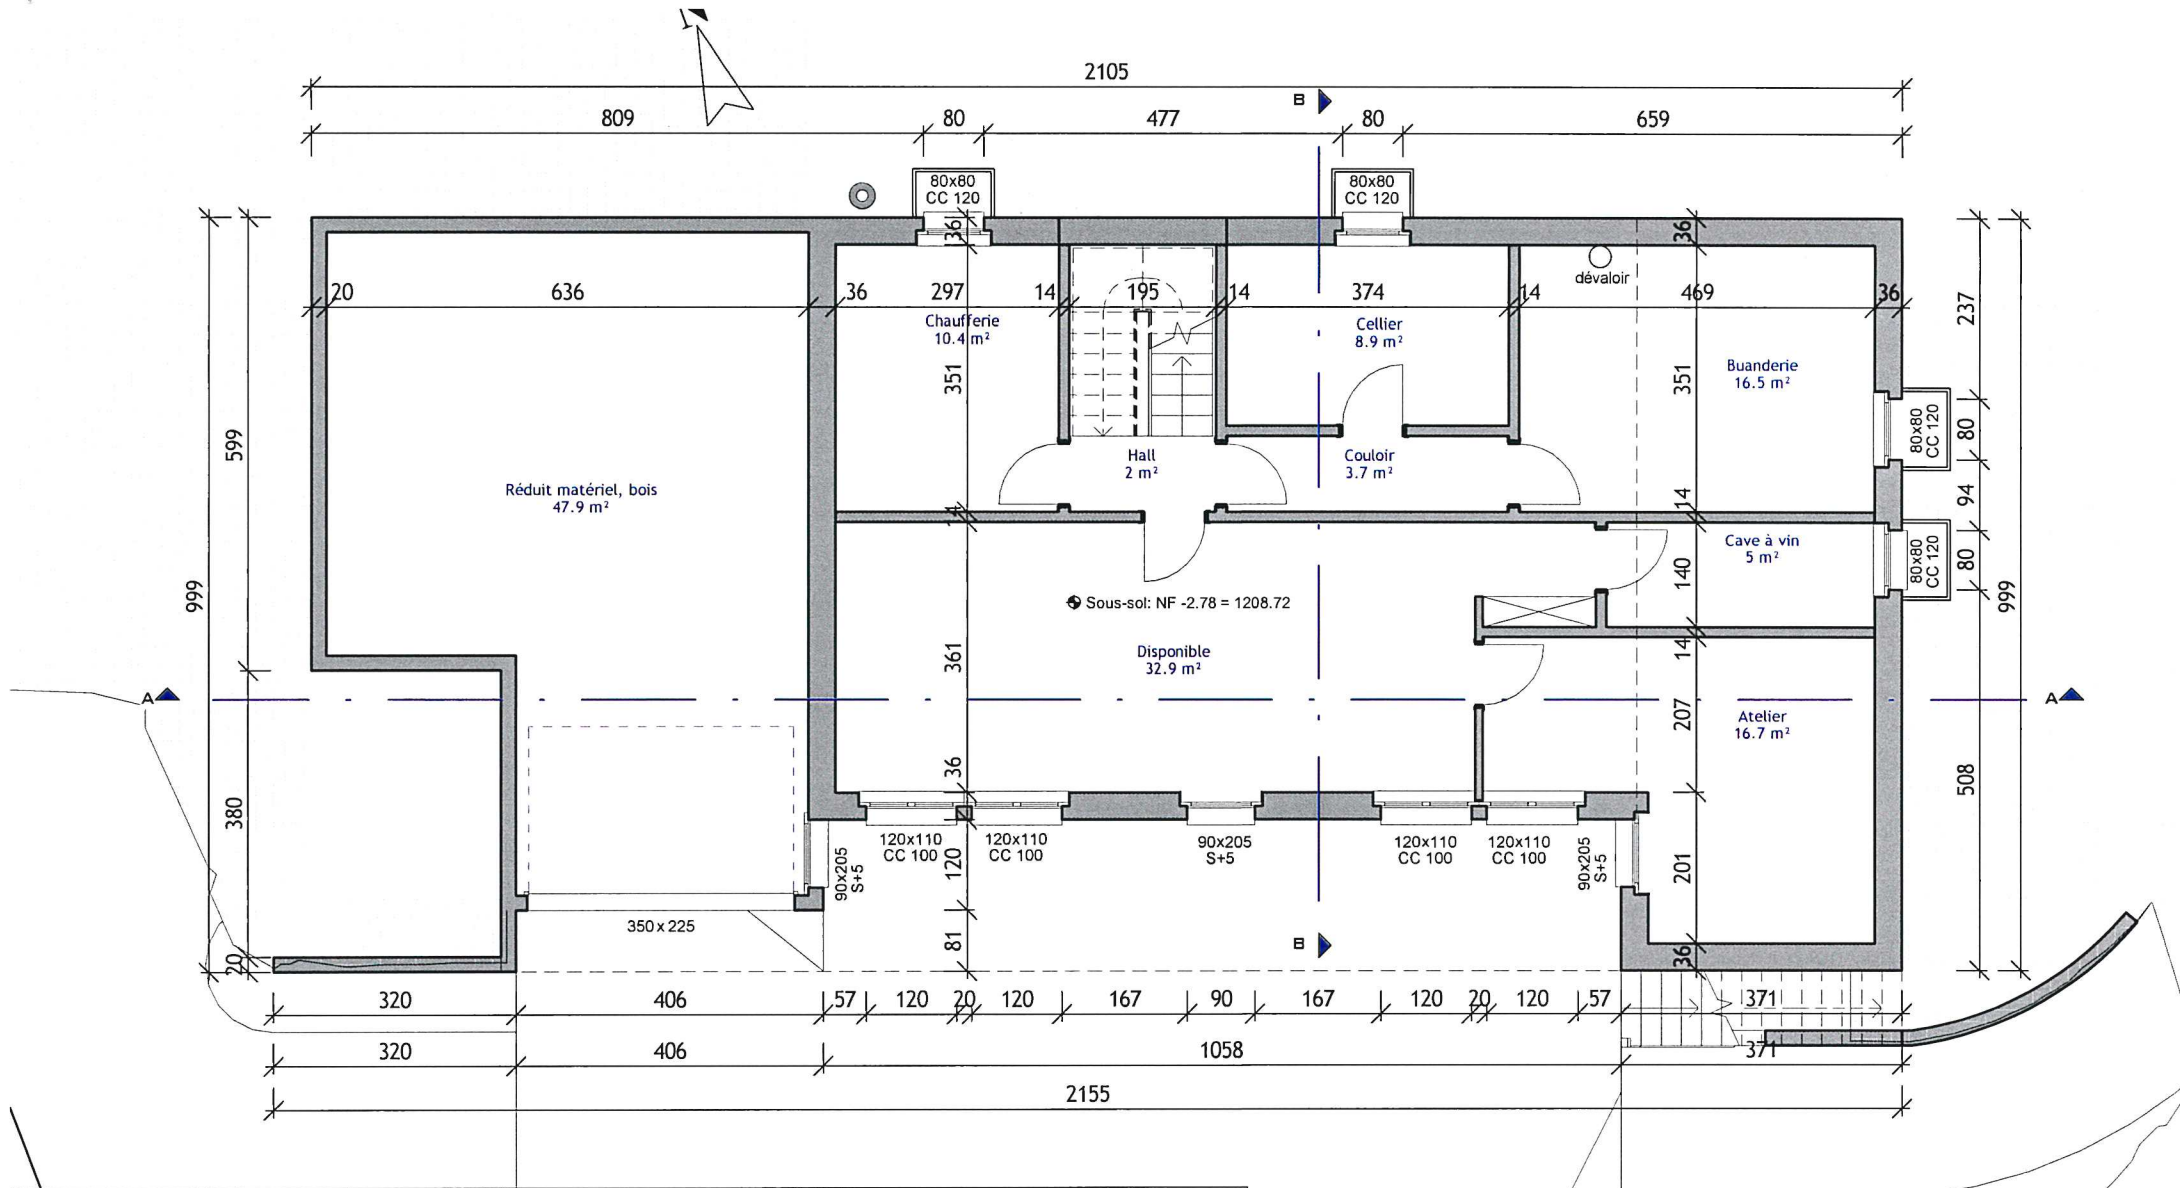 N
2105
B
809 80 477 80 659
80x80
CC 120
80x80
CC 120
36
36
dévaloir
20 636 36 297 14 195 14 374 14 469 36
Chaufferie
10.4 m²
Cellier
8.9 m²
237
351
Buanderie
16.5 m²
351
80x80
CC 120
80
599
Hall
2 m²
Couloir
3.7 m²
Réduit matériel, bois
47.9 m²
94
14
14
Cave à vin
5 m²
80x80
CC 120
80
140
999
999
Sous-sol: NF -2.78 = 1208.72
Disponible
32.9 m²
361
14
A
A
207
Atelier
16.7 m²
36
508
380
120x110
CC 100
120x110
CC 100
90x205
S+5
120x110
CC 100
120x110
CC 100
90x205
S+5
90x205
S+5
120
201
350x225
81
B
20
36
320 406 57 120 20 120 167 90 167 120 20 120 57 371
320 406 1058 371
2155